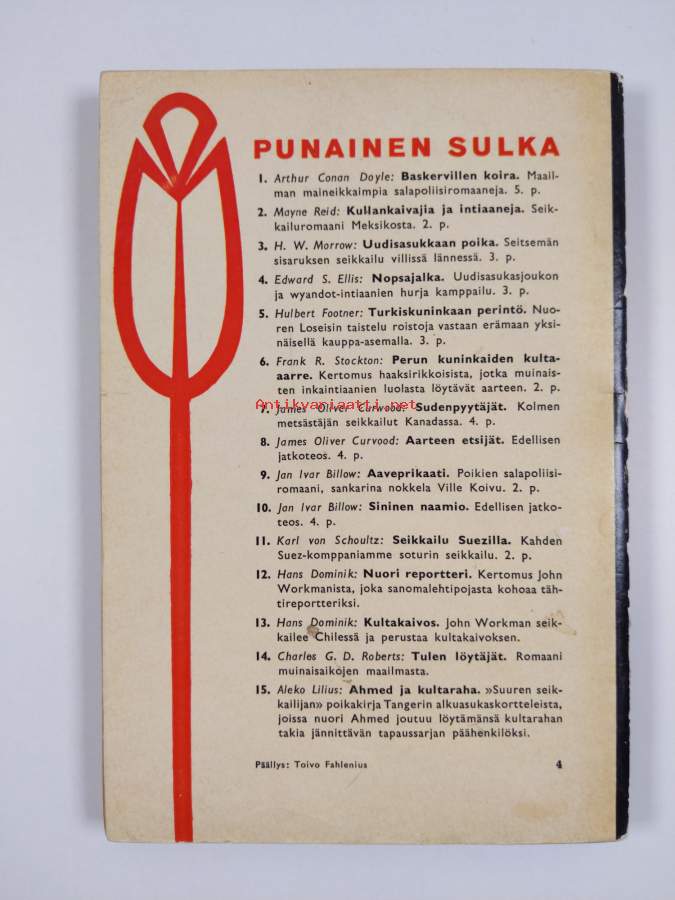 PUNAINEN SULKA
1. Arthur Conan Doyle: Baskervillen koira. Maail-
man maineikkaimpia salapoliisiromaaneja. 5. p.
2. Mayne Reid: Kullankaivajia ja intiaaneja. Seik-
kailuromaani Meksikosta. 2. p.
3. H. W. Morrow: Uudisasukkaan poika. Seitsemän
sisaruksen seikkailu villissä lännessä. 3. p.
4. Edward S. Ellis: Nopsajalka. Uudisasukasjoukon
ja wyandot-intiaanien hurja kamppailu. 3. p.
5. Hulbert Footner: Turkiskuninkaan perintö. Nuo-
ren Loseisin taistelu roistoja vastaan erämaan yksi-
näisellä kauppa-asemalla. 3. p.
6. Frank R. Stockton: Perun kuninkaiden kulta-
aarre. Kertomus haaksirikkoisista, jotka muinais-
ten inkaintiaanien luolasta löytävät aarteen. 2. p.
Antikvariaatti.net
7. James Oliver Curwood: Sudenpyytäjät. Kolmen
metsästäjän seikkailut Kanadassa. 4. p.
8. James Oliver Curvood: Aarteen etsijät. Edellisen
jatkoteos. 4. p.
9. Jan Ivar Billow: Aaveprikaati. Poikien salapoliisi-
romaani, sankarina nokkela Ville Koivu. 2. p.
10. Jan Ivar Billow: Sininen naamio. Edellisen jatko-
teos. 4. p.
11. Karl von Schoultz: Seikkailu Suezilla. Kahden
Suez-komppaniamme soturin seikkailu. 2. p.
12. Hans Dominik: Nuori reportteri. Kertomus John
Workmanista, joka sanomalehtipojasta kohoaa täh-
tireportteriksi.
13. Hans Dominik: Kultakaivos. John Workman seik-
kailee Chilessä ja perustaa kultakaivoksen.
14. Charles G. D. Roberts: Tulen löytäjät. Romaani
muinaisaikojen maailmasta.
15. Aleko Lilius: Ahmed ja kultaraha. »Suuren seik-
kailijan» poikakirja Tangerin alkuasukaskortteleista,
joissa nuori Ahmed joutuu löytämänsä kultarahan
takia jännittävän tapaussarjan päähenkilöksi.
Päällys: Toivo Fahlenius 4